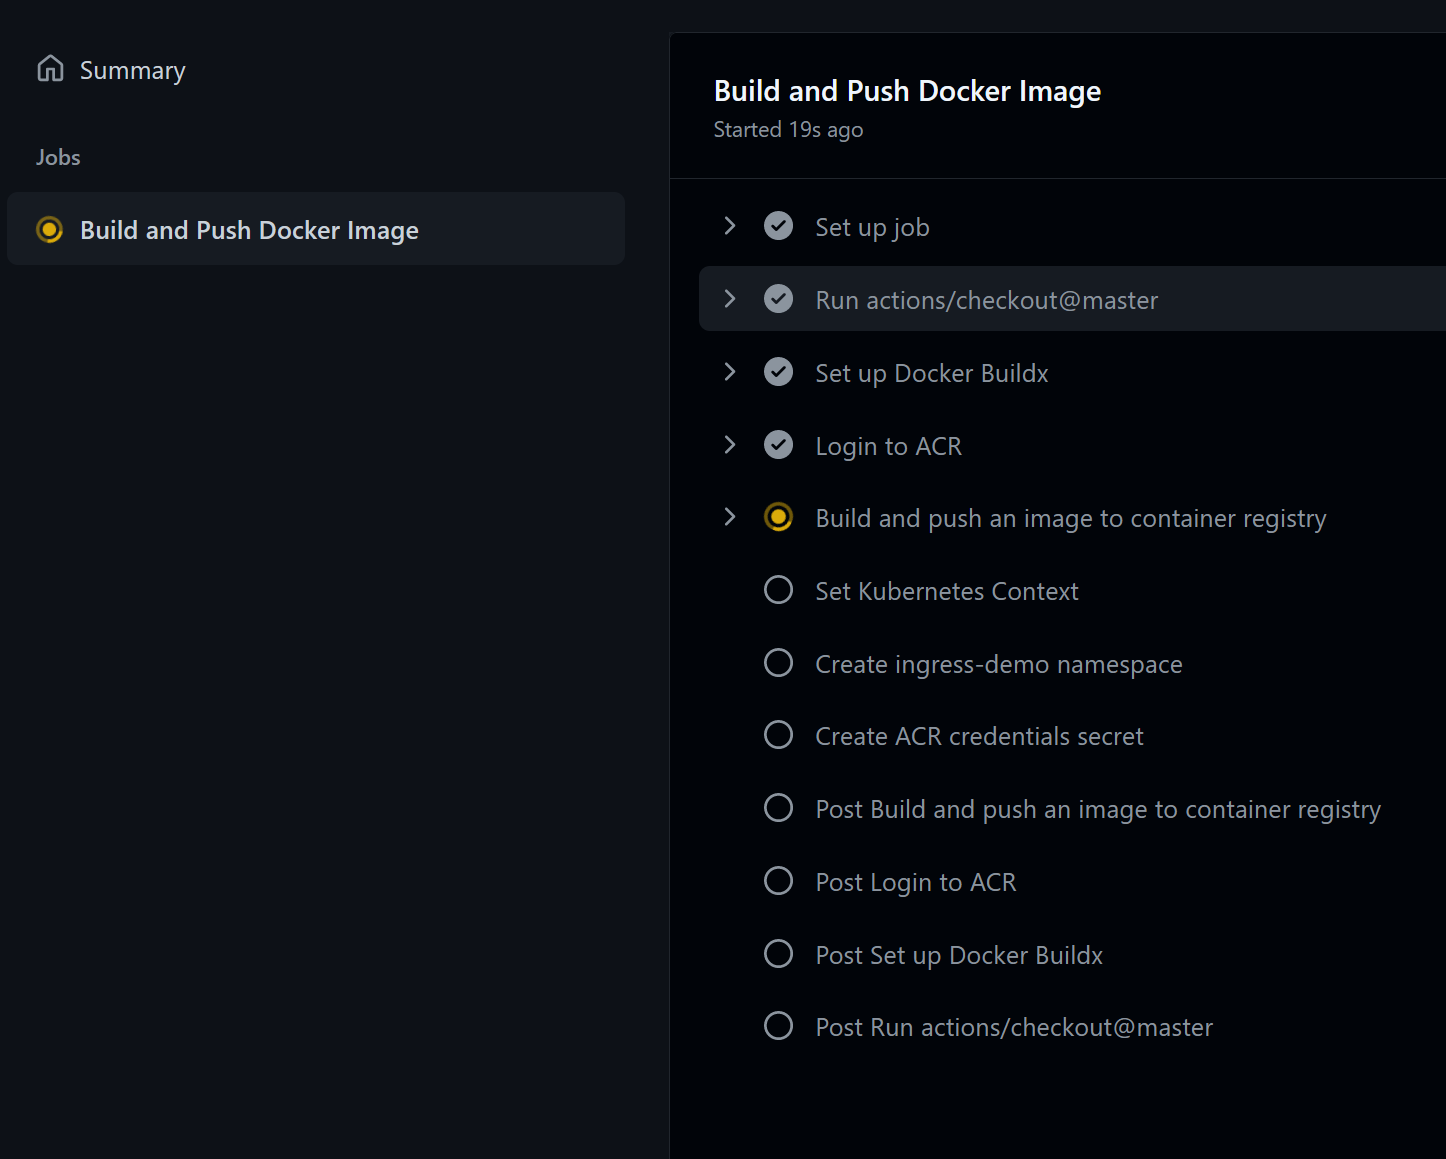 Summary
Jobs
Build and Push Docker Image
Build and Push Docker Image
Started 19s ago
Set up job
Run actions/checkout@master
Set up Docker Buildx
Login to ACR
Build and push an image to container registry
Set Kubernetes Context
Create ingress-demo namespace
Create ACR credentials secret
Post Build and push an image to container registry
Post Login to ACR
Post Set up Docker Buildx
Post Run actions/checkout@master